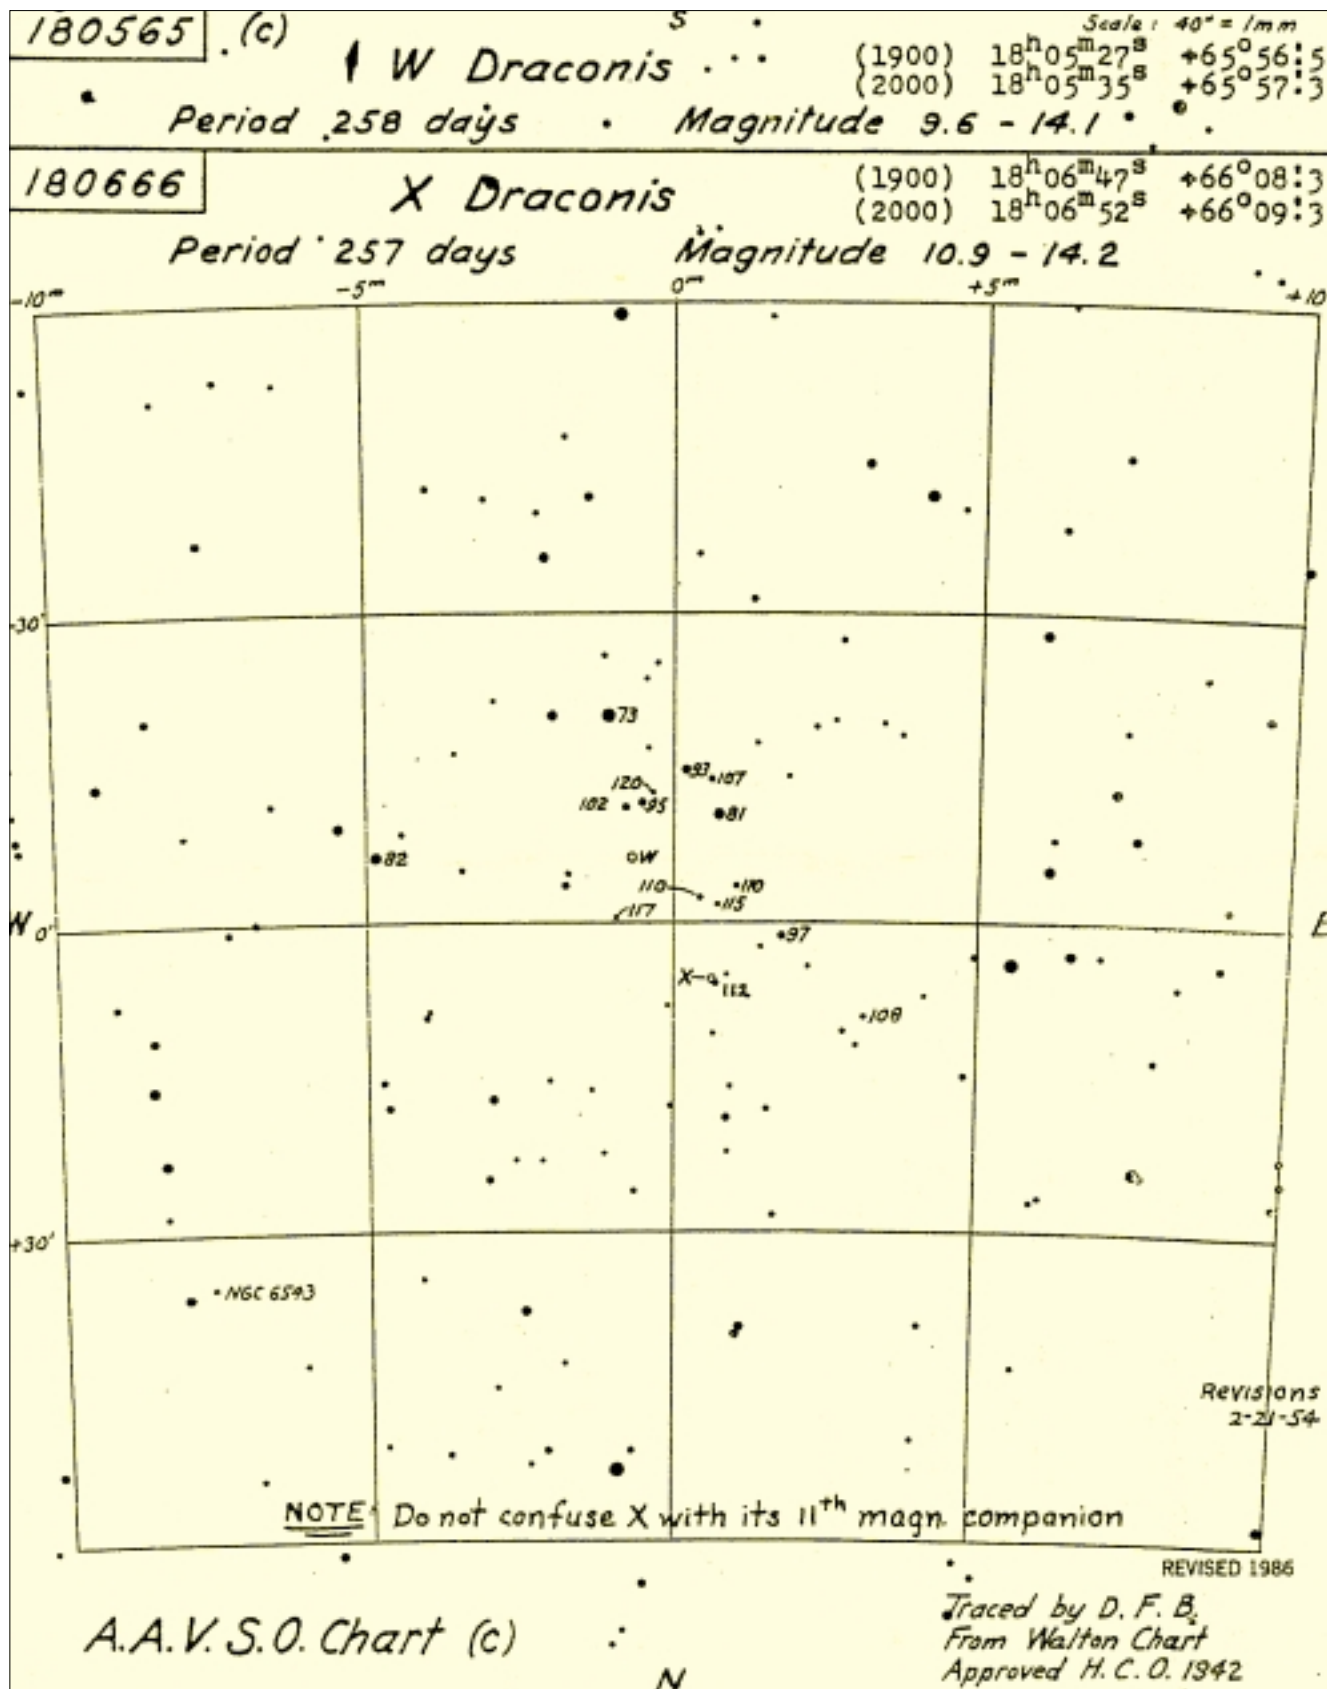 S
Scale: 40" = 1mm
180565 (c)
W Draconis
(1900) 18h05m27s +65°56:5
(2000) 18h05m35s +65°57:3
Period 258 days Magnitude 9.6 - 14.1
180666
X Draconis
(1900) 18h06m47s +66°08:3
(2000) 18h06m52s +66°09:3
Period 257 days Magnitude 10.9 - 14.2
-10m -5m 0m +5m +10
-30'
73
93 107
120
102 95 81
82 W
110 110
117 115
W 0' E
97
X 112
108
+30'
NGC 6543
Revisions
2-21-54
NOTE: Do not confuse X with its 11th magn. companion
REVISED 1986
A.A.V.S.O. Chart (c)
Traced by D. F. B.
From Walton Chart
Approved H. C. O. 1942
N